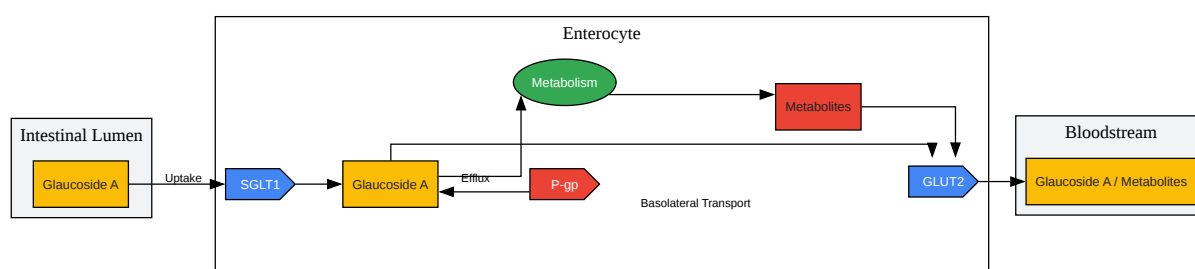 Enterocyte
Metabolism
Metabolites
Intestinal Lumen
Bloodstream
Glaucoside A
Uptake
SGLT1
Glaucoside A
Efflux
P-gp
GLUT2
Glaucoside A / Metabolites
Basolateral Transport